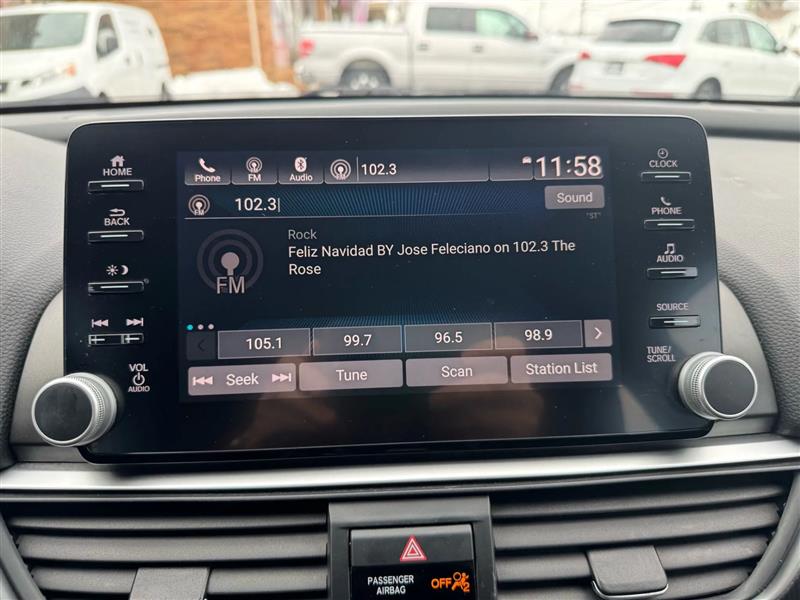 HOME
BACK
VOL
AUDIO
Phone
FM
Audio
102.3
11:58
102.3
Sound
"ST"
FM
Rock
Feliz Navidad BY Jose Feleciano on 102.3 The
Rose
105.1 99.7 96.5 98.9
Seek Tune Scan Station List
CLOCK
PHONE
AUDIO
SOURCE
TUNE/
SCROLL
PASSENGER
AIRBAG
OFF
2